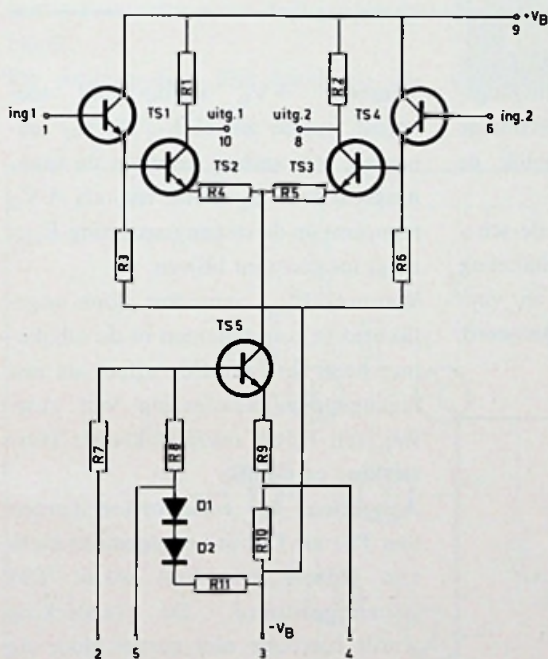 +VB
9
R1
R2
ing1
1
TS1
uitg.1
10
uitg.2
8
TS4
ing.2
6
TS2
TS3
R4
R5
R3
R6
TS5
R7
R8
R9
D1
D2
R10
R11
-VB
2
5
3
4